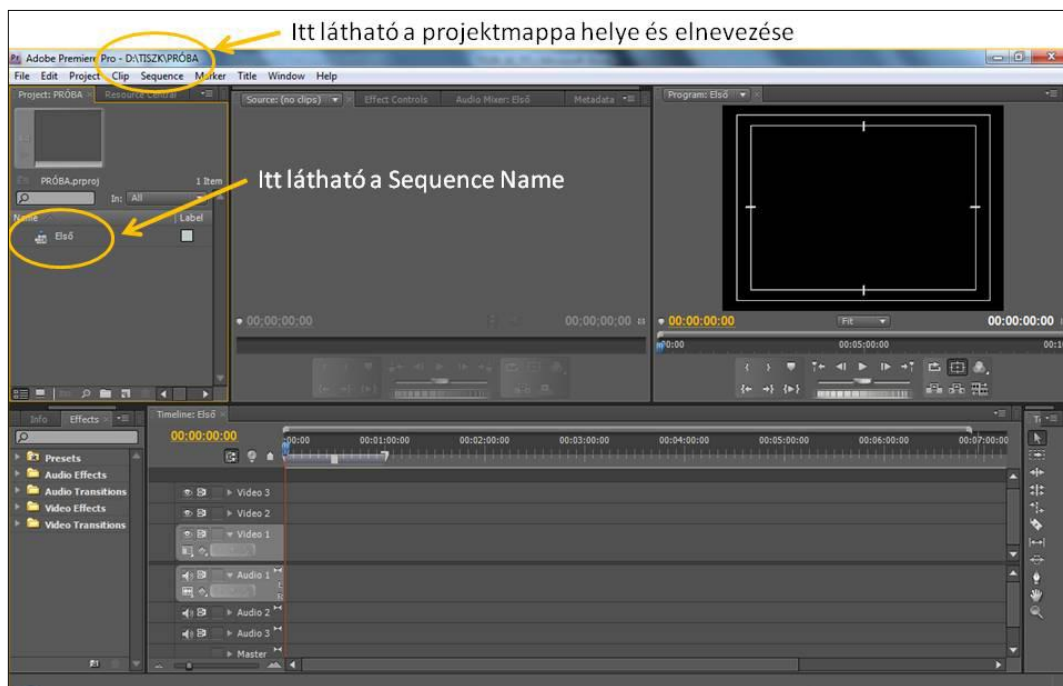 Itt látható a projektmappa helye és elnevezése
Adobe Premiere Pro - D:\TISZK\PRÓBA
File Edit Project Clip Sequence Marker Title Window Help
Project: PRÓBA Resource Central
Source: (no clips) Effect Controls Audio Mixer: Első Metadata
Program: Első
PRÓBA.prproj 1 Item
In: All
Name Label
Első
Itt látható a Sequence Name
00;00;00;00 00;00;00;00
00:00:00:00 Fit 00:00:00:00
00:00 00:05:00:00
Info Effects
Presets
Audio Effects
Audio Transitions
Video Effects
Video Transitions
Timeline: Első
00:00:00:00
00:00 00:01:00:00 00:02:00:00 00:03:00:00 00:04:00:00 00:05:00:00 00:06:00:00 00:07:00:00
Video 3
Video 2
Video 1
Audio 1
Audio 2
Audio 3
Master